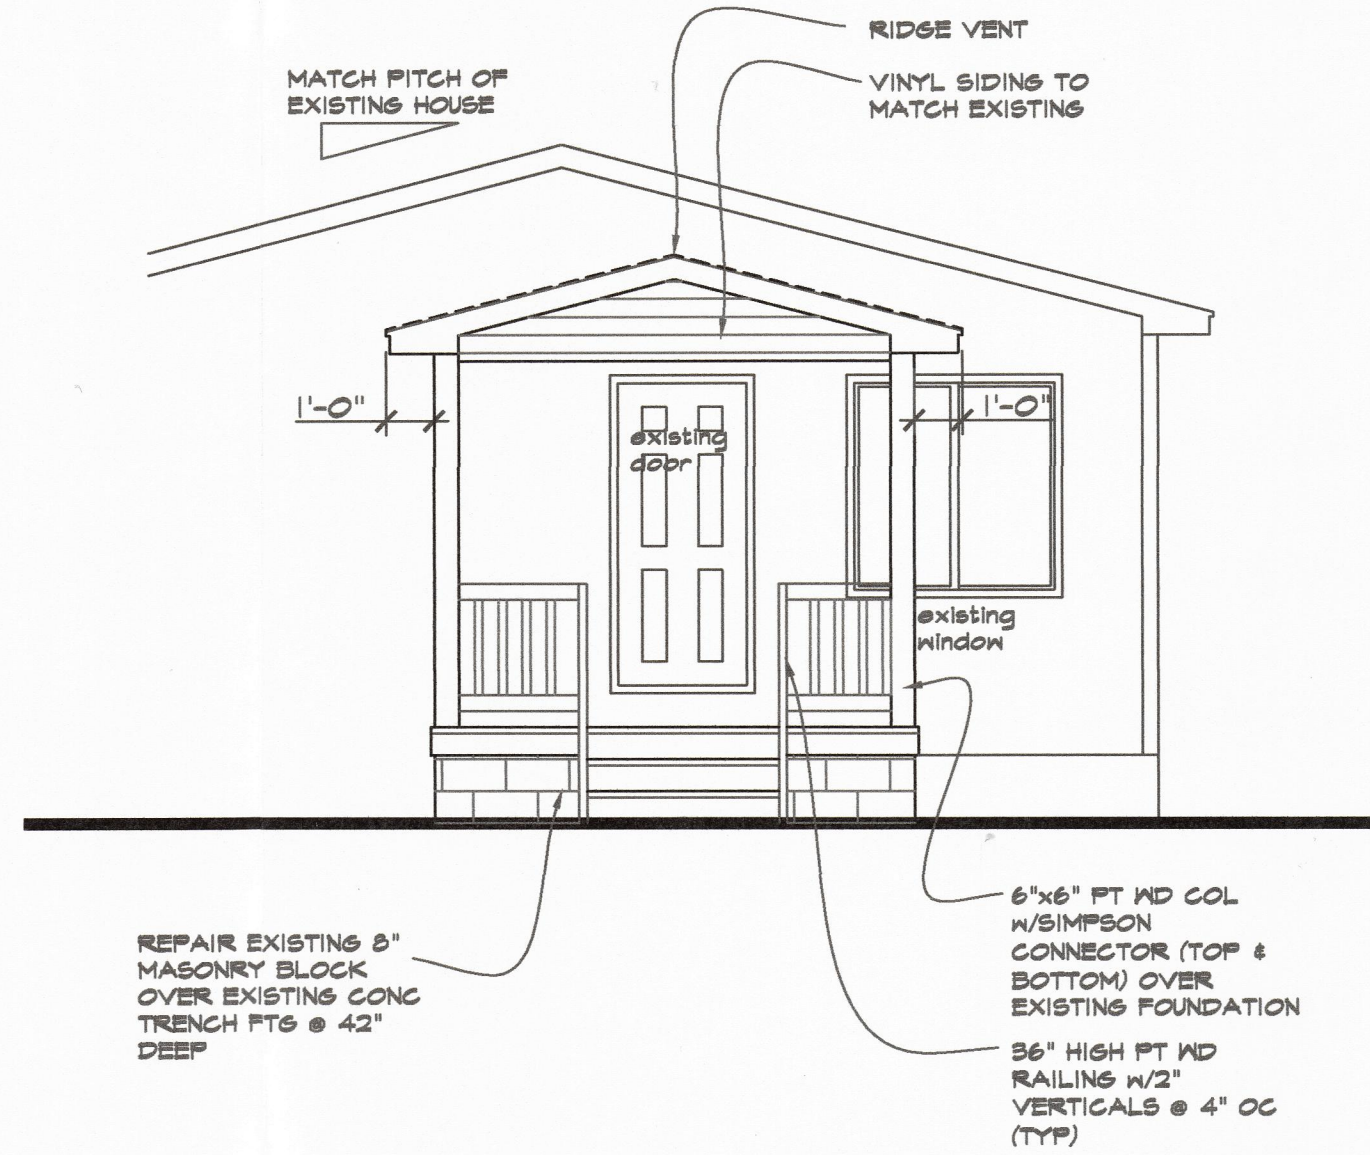 RIDGE VENT
MATCH PITCH OF
EXISTING HOUSE
VINYL SIDING TO
MATCH EXISTING
1'-0"
1'-0"
existing
door
existing
window
6"x6" PT WD COL
w/SIMPSON
CONNECTOR (TOP &
BOTTOM) OVER
EXISTING FOUNDATION
REPAIR EXISTING 8"
MASONRY BLOCK
OVER EXISTING CONC
TRENCH FTG @ 42"
DEEP
36" HIGH PT WD
RAILING w/2"
VERTICALS @ 4" OC
(TYP)